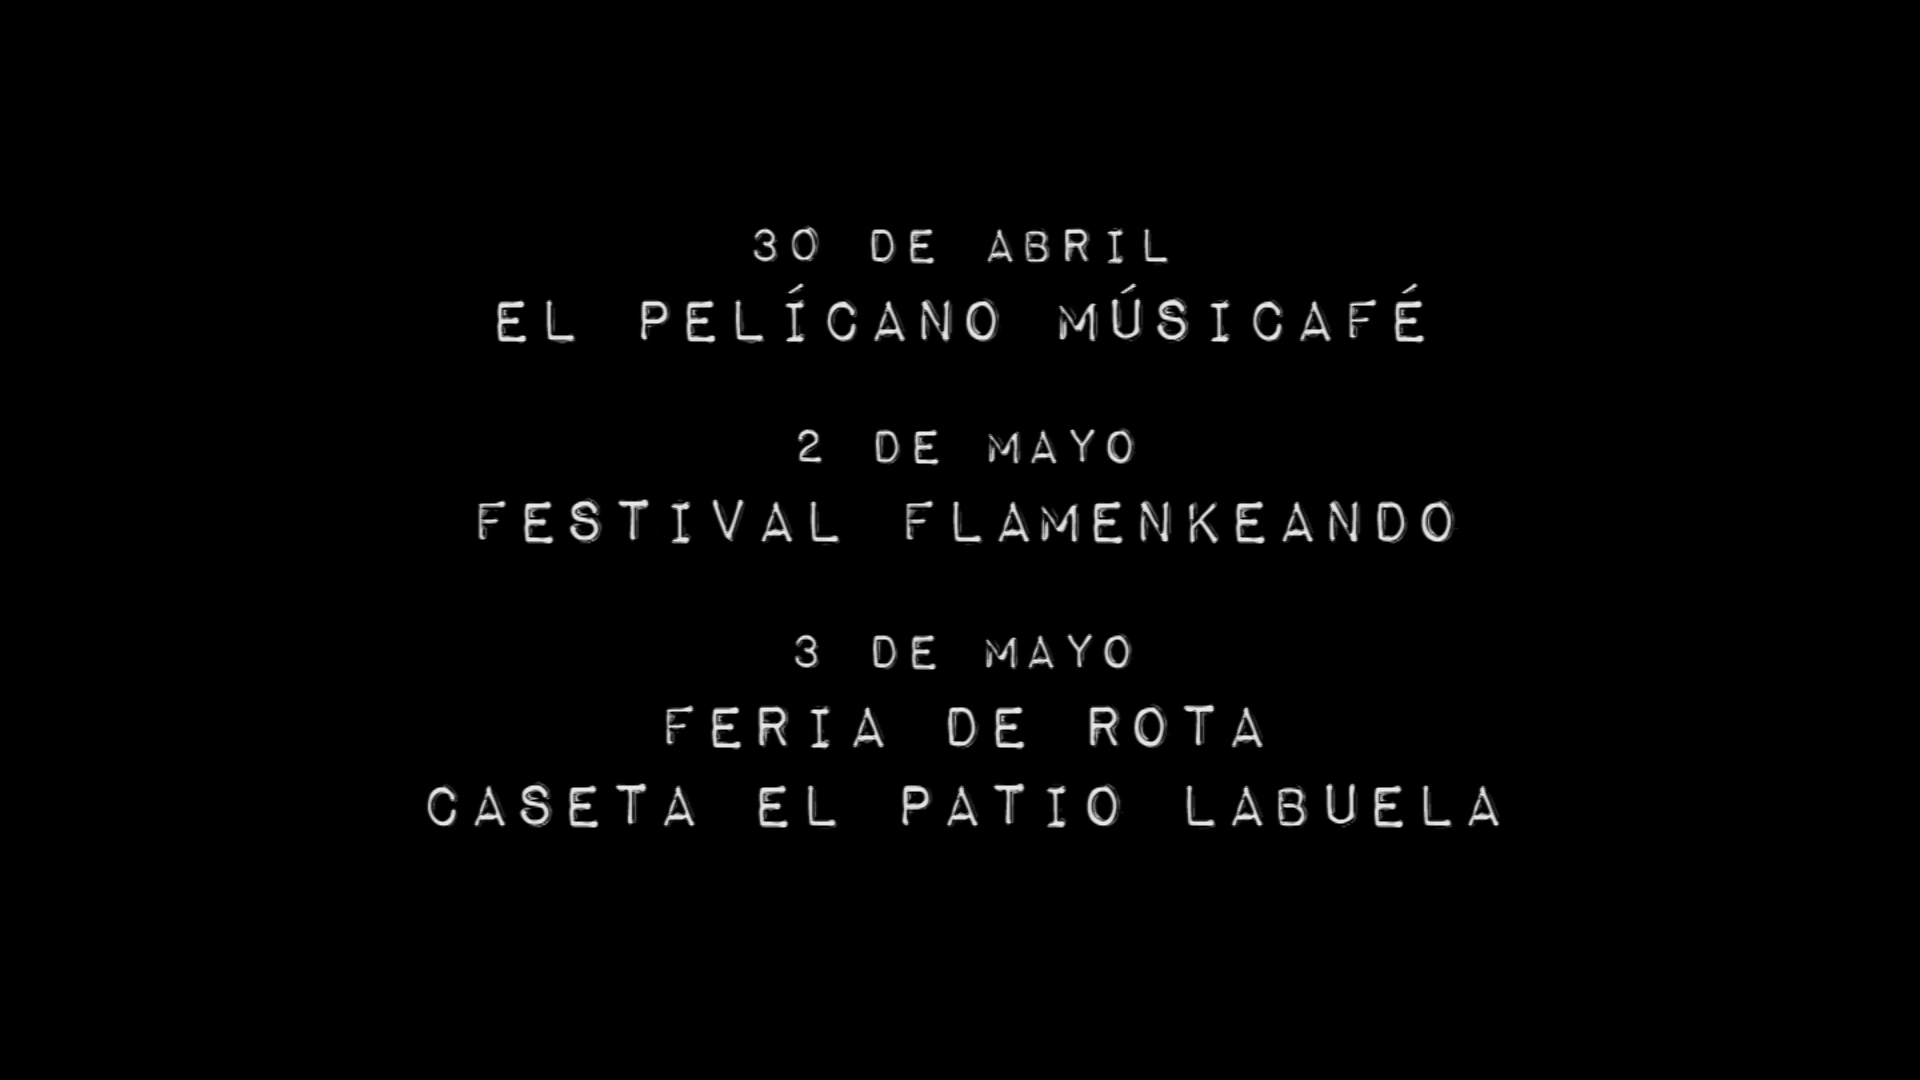 30 DE ABRIL
EL PELÍCANO MÚSICAFÉ
2 DE MAYO
FESTIVAL FLAMENKEANDO
3 DE MAYO
FERIA DE ROTA
CASETA EL PATIO LABUELA